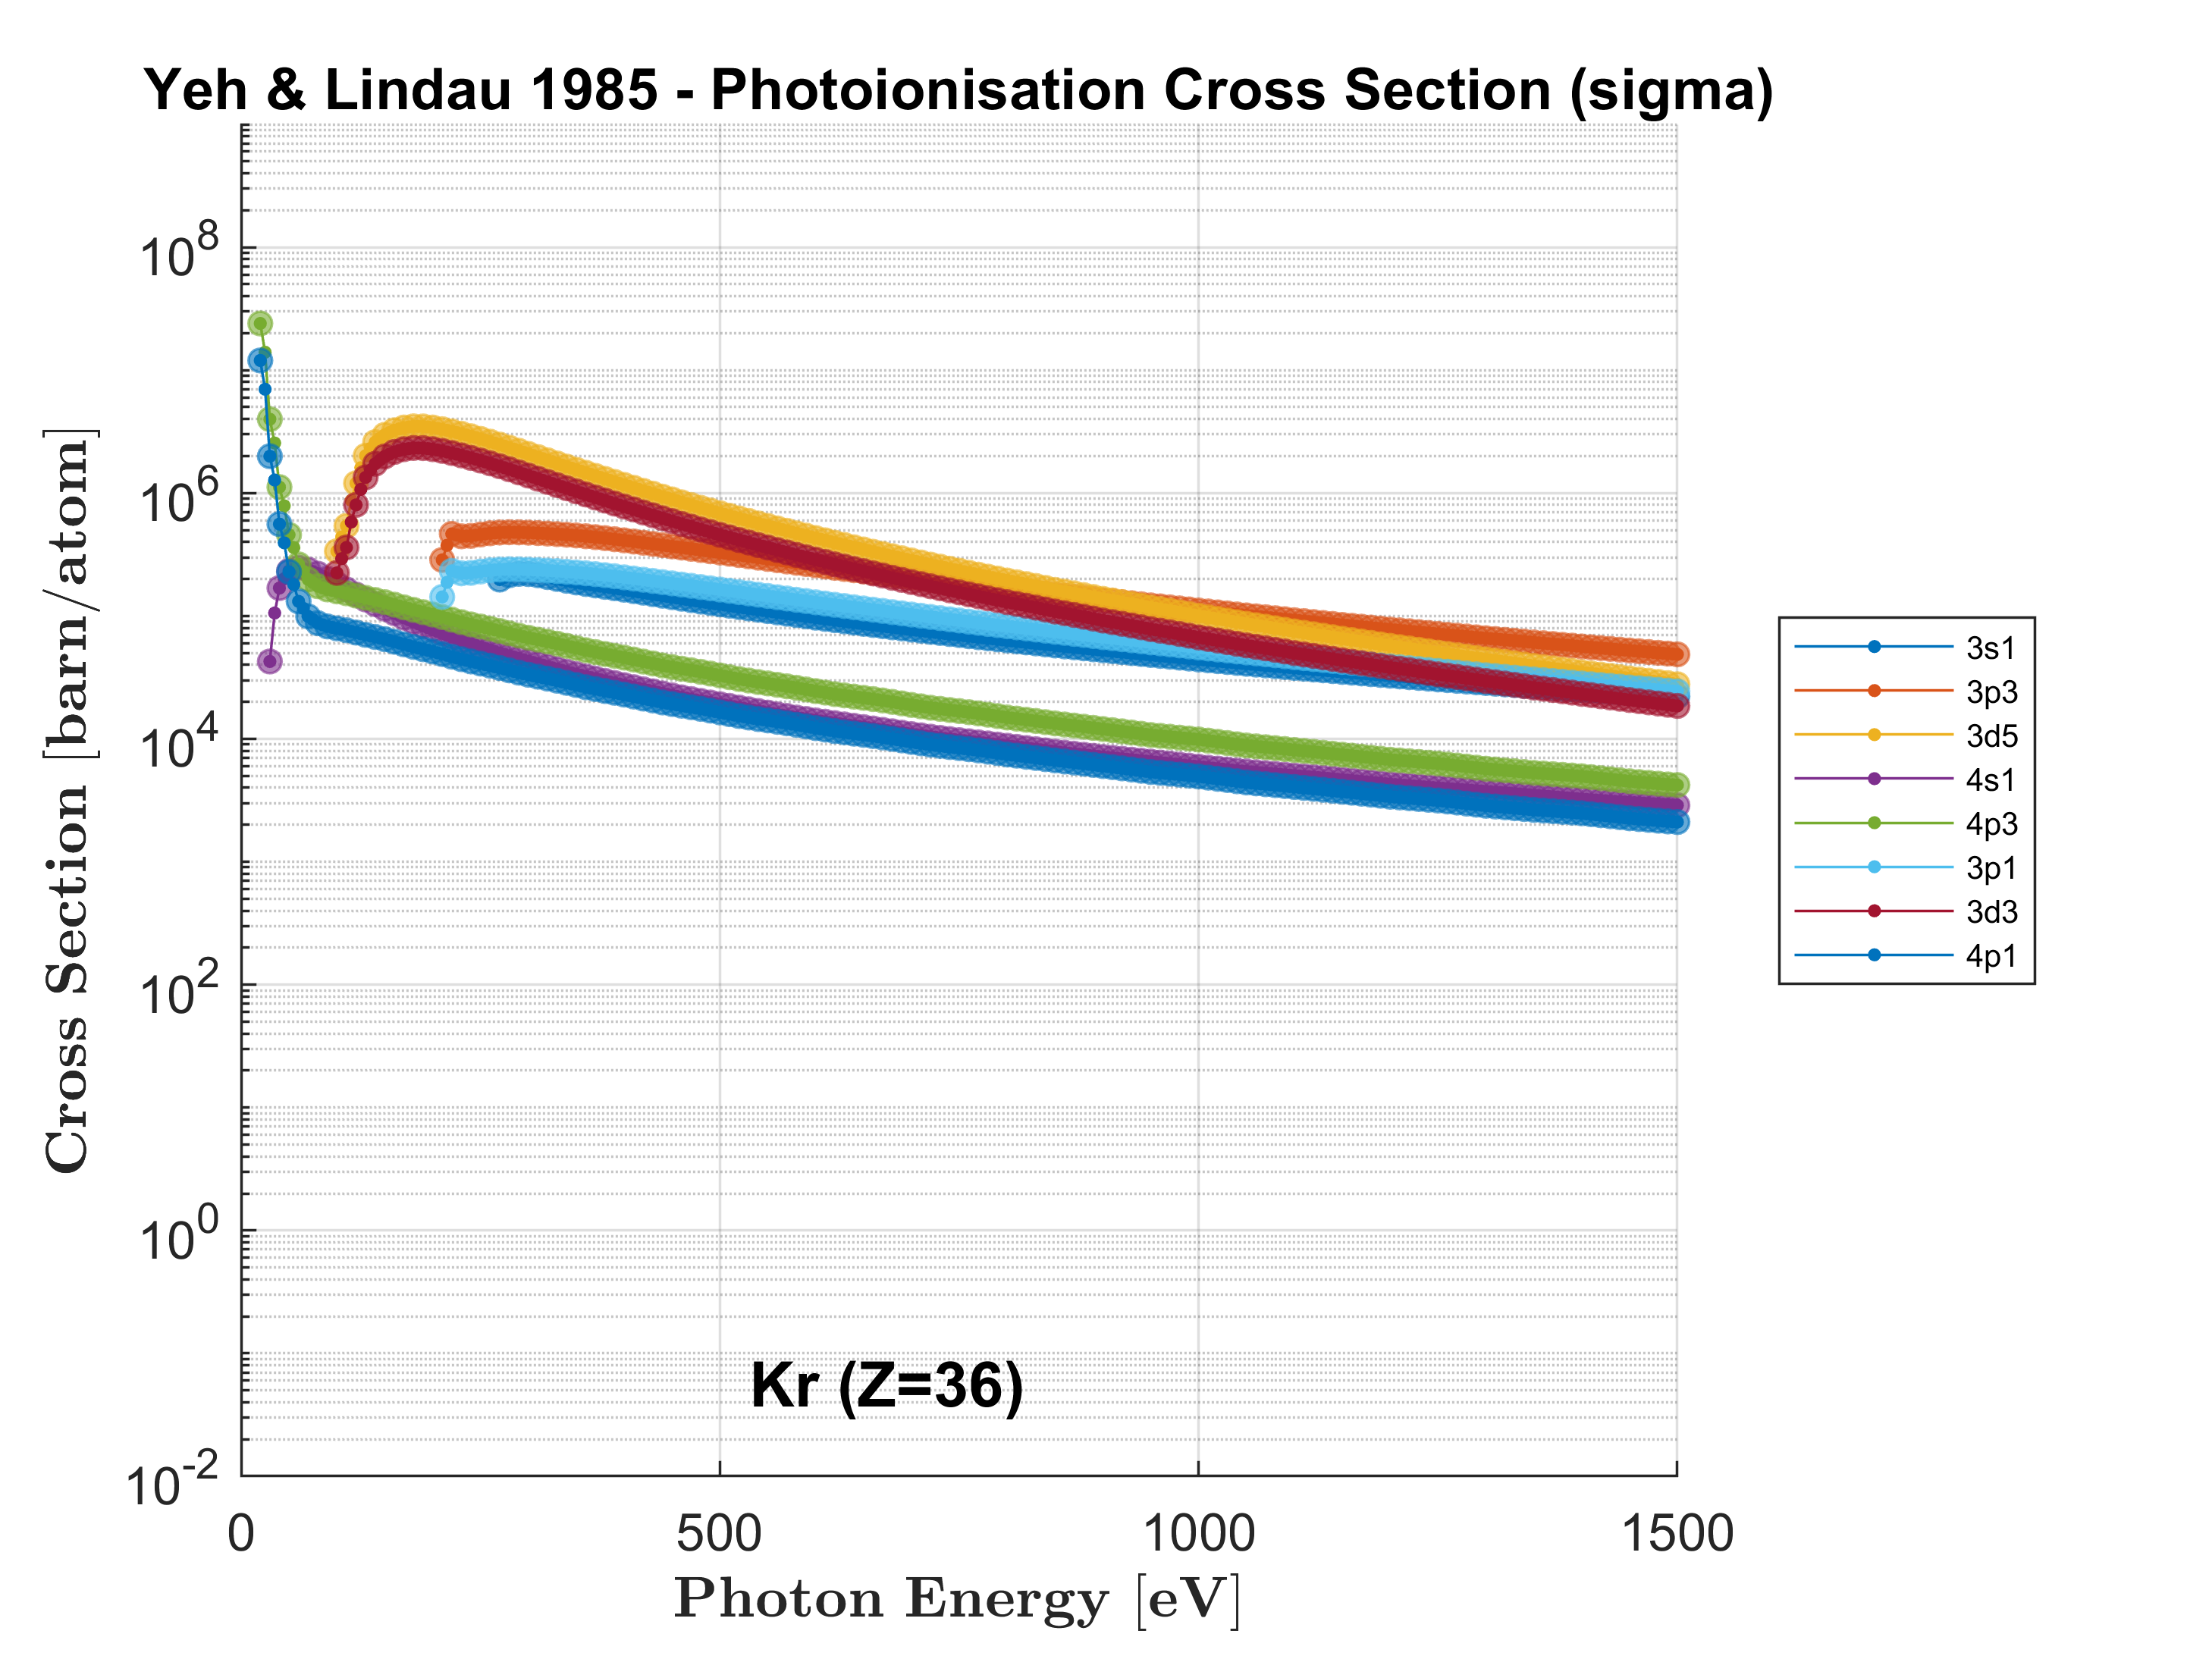 Yeh & Lindau 1985 - Photoionisation Cross Section (sigma)
Cross Section [barn/atom]
10^8
10^6
10^4
10^2
10^0
10^-2
3s1
3p3
3d5
4s1
4p3
3p1
3d3
4p1
Kr (Z=36)
0 500 1000 1500
Photon Energy [eV]